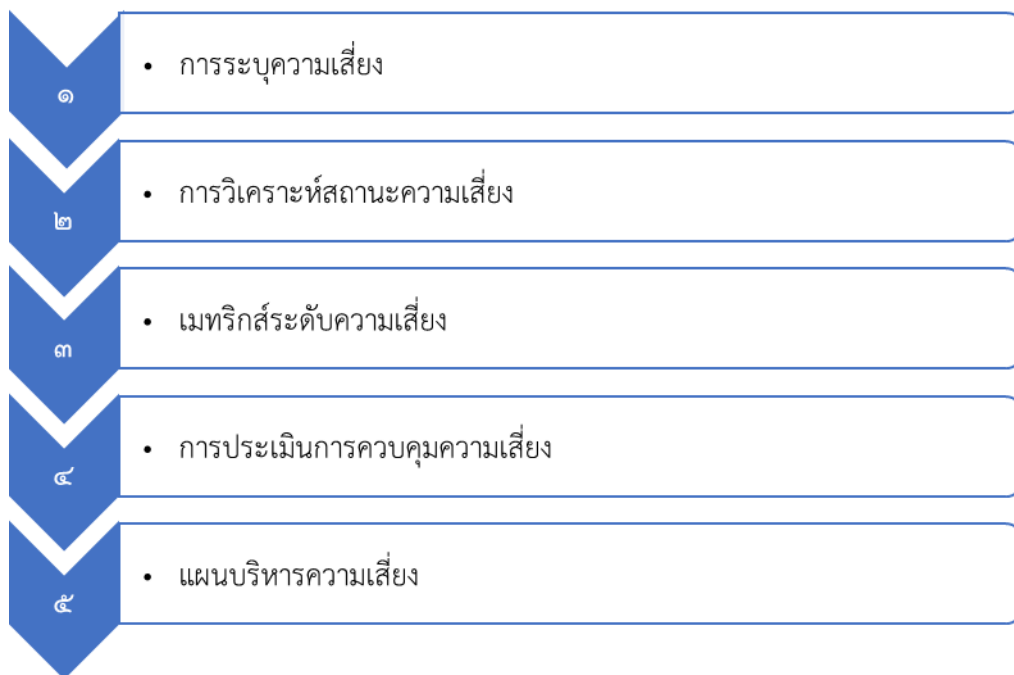 ๑
• การระบุความเสี่ยง
๒
• การวิเคราะห์สถานะความเสี่ยง
๓
• เมทริกส์ระดับความเสี่ยง
๔
• การประเมินการควบคุมความเสี่ยง
๕
• แผนบริหารความเสี่ยง